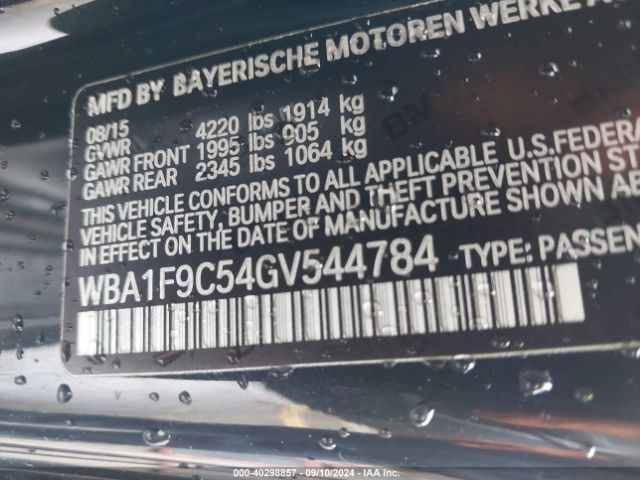 MFD BY BAYERISCHE MOTOREN WERKE A
08/15
GVWR 4220 lbs 1914 kg
GAWR FRONT 1995 lbs 905 kg
GAWR REAR 2345 lbs 1064 kg
THIS VEHICLE CONFORMS TO ALL APPLICABLE U.S.FEDERA
VEHICLE SAFETY, BUMPER AND THEFT PREVENTION ST
IN EFFECT ON THE DATE OF MANUFACTURE SHOWN AB
WBA1F9C54GV544784 TYPE: PASSEN
000-40298857 - 09/10/2024 - IAA Inc.